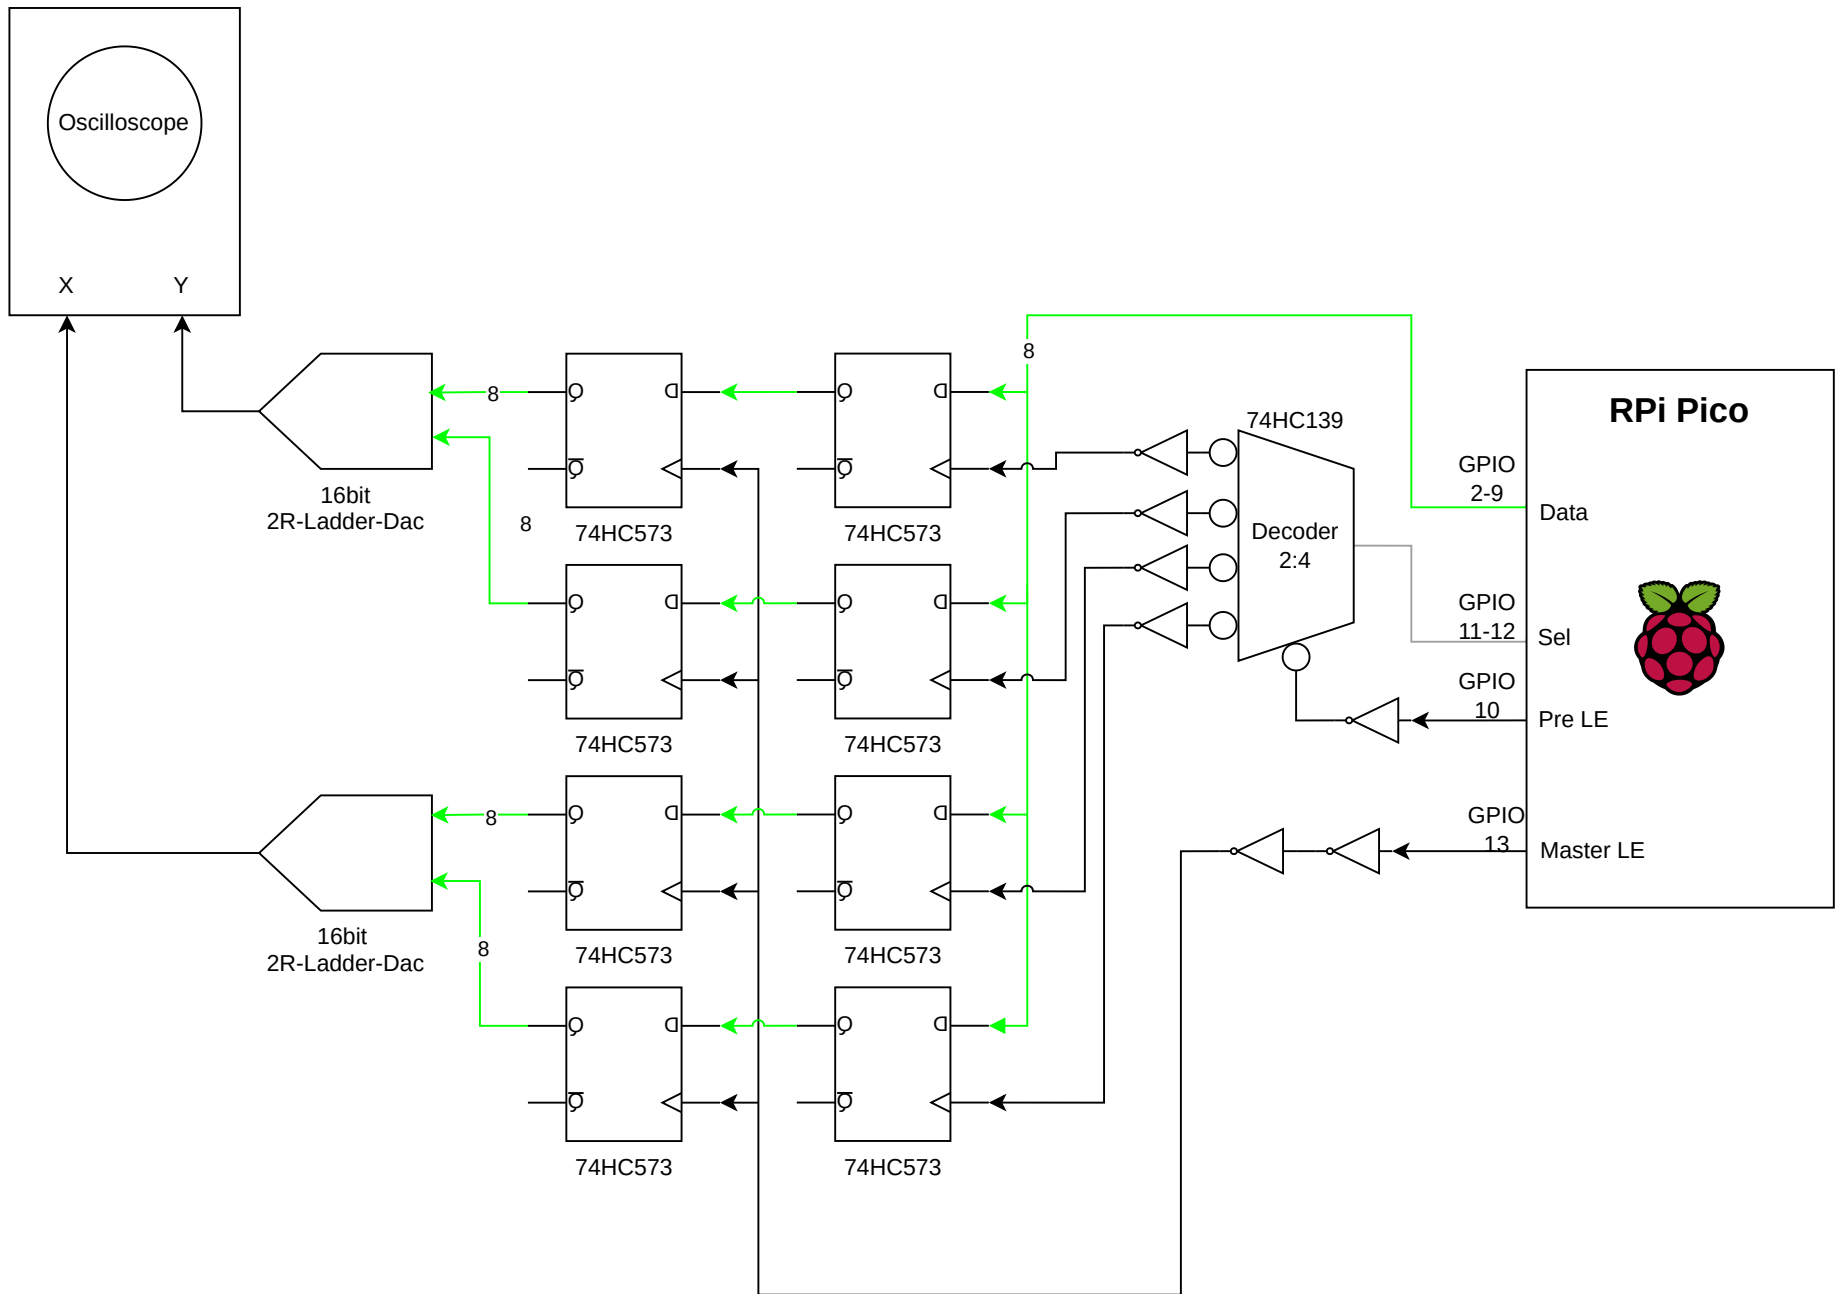 Oscilloscope
X
Y
8
16bit
2R-Ladder-Dac
8
8
16bit
2R-Ladder-Dac
8
Q
D
Q
74HC573
Q
D
Q
74HC573
Q
D
Q
74HC573
Q
D
Q
74HC573
Q
D
Q
74HC573
Q
D
Q
74HC573
Q
D
Q
74HC573
Q
D
Q
74HC573
8
74HC139
Decoder
2:4
RPi Pico
GPIO
2-9
Data
GPIO
11-12
Sel
GPIO
10
Pre LE
GPIO
13
Master LE